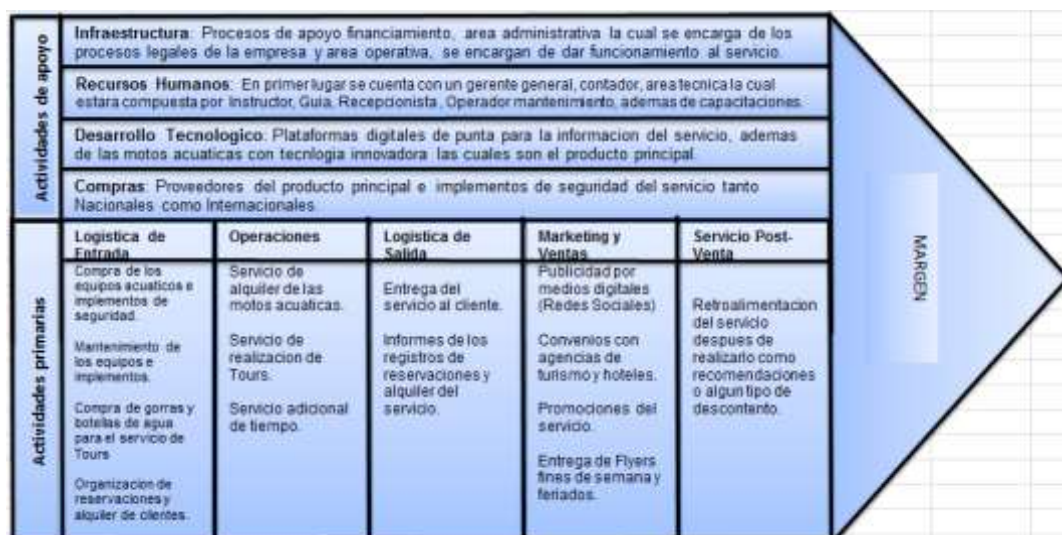 Actividades de apoyo
Infraestructura: Procesos de apoyo financiamiento, area administrativa la cual se encarga de los
procesos legales de la empresa y area operativa, se encargan de dar funcionamiento al servicio.
Recursos Humanos: En primer lugar se cuenta con un gerente general, contador, area tecnica la cual
estara compuesta por Instructor, Guia, Recepcionista, Operador mantenimiento, ademas de capacitaciones.
Desarrollo Tecnologico: Plataformas digitales de punta para la informacion del servicio, ademas
de las motos acuaticas con tecnlogia innovadora las cuales son el producto principal.
Compras: Proveedores del producto principal e implementos de seguridad del servicio tanto
Nacionales como Internacionales.
Actividades primarias
Logistica de
Entrada
Compra de los
equipos acuaticos e
implementos de
seguridad.
Mantenimiento de
los equipos e
implementos.
Compra de gorras y
botellas de agua
para el servicio de
Tours
Organizacion de
reservaciones y
alquiler de clientes.
Operaciones
Servicio de
alquiler de las
motos acuaticas.
Servicio de
realizacion de
Tours.
Servicio adicional
de tiempo.
Logistica de
Salida
Entrega del
servicio al cliente.
Informes de los
registros de
reservaciones y
alquiler del
servicio.
Marketing y
Ventas
Publicidad por
medios digitales
(Redes Sociales)
Convenios con
agencias de
turismo y hoteles.
Promociones del
servicio.
Entrega de Flyers
fines de semana y
feriados.
Servicio Post-
Venta
Retroalimentacion
del servicio
despues de
realizarlo como
recomendaciones
o algun tipo de
descontento.
MARGEN